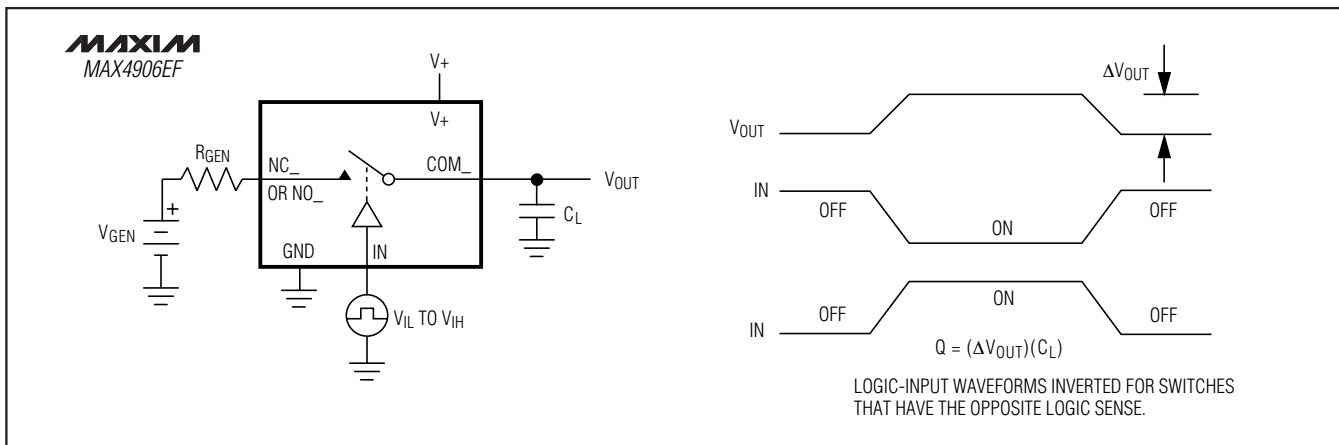 MAXIM
MAX4906EF
V+
V+
RGEN
NC_
OR NO_
COM_
VOUT
CL
VGEN
+
GND
IN
VIL TO VIH
ΔVOUT
VOUT
IN
OFF
ON
OFF
IN
OFF
ON
OFF
Q = (ΔVOUT)(CL)
LOGIC-INPUT WAVEFORMS INVERTED FOR SWITCHES
THAT HAVE THE OPPOSITE LOGIC SENSE.